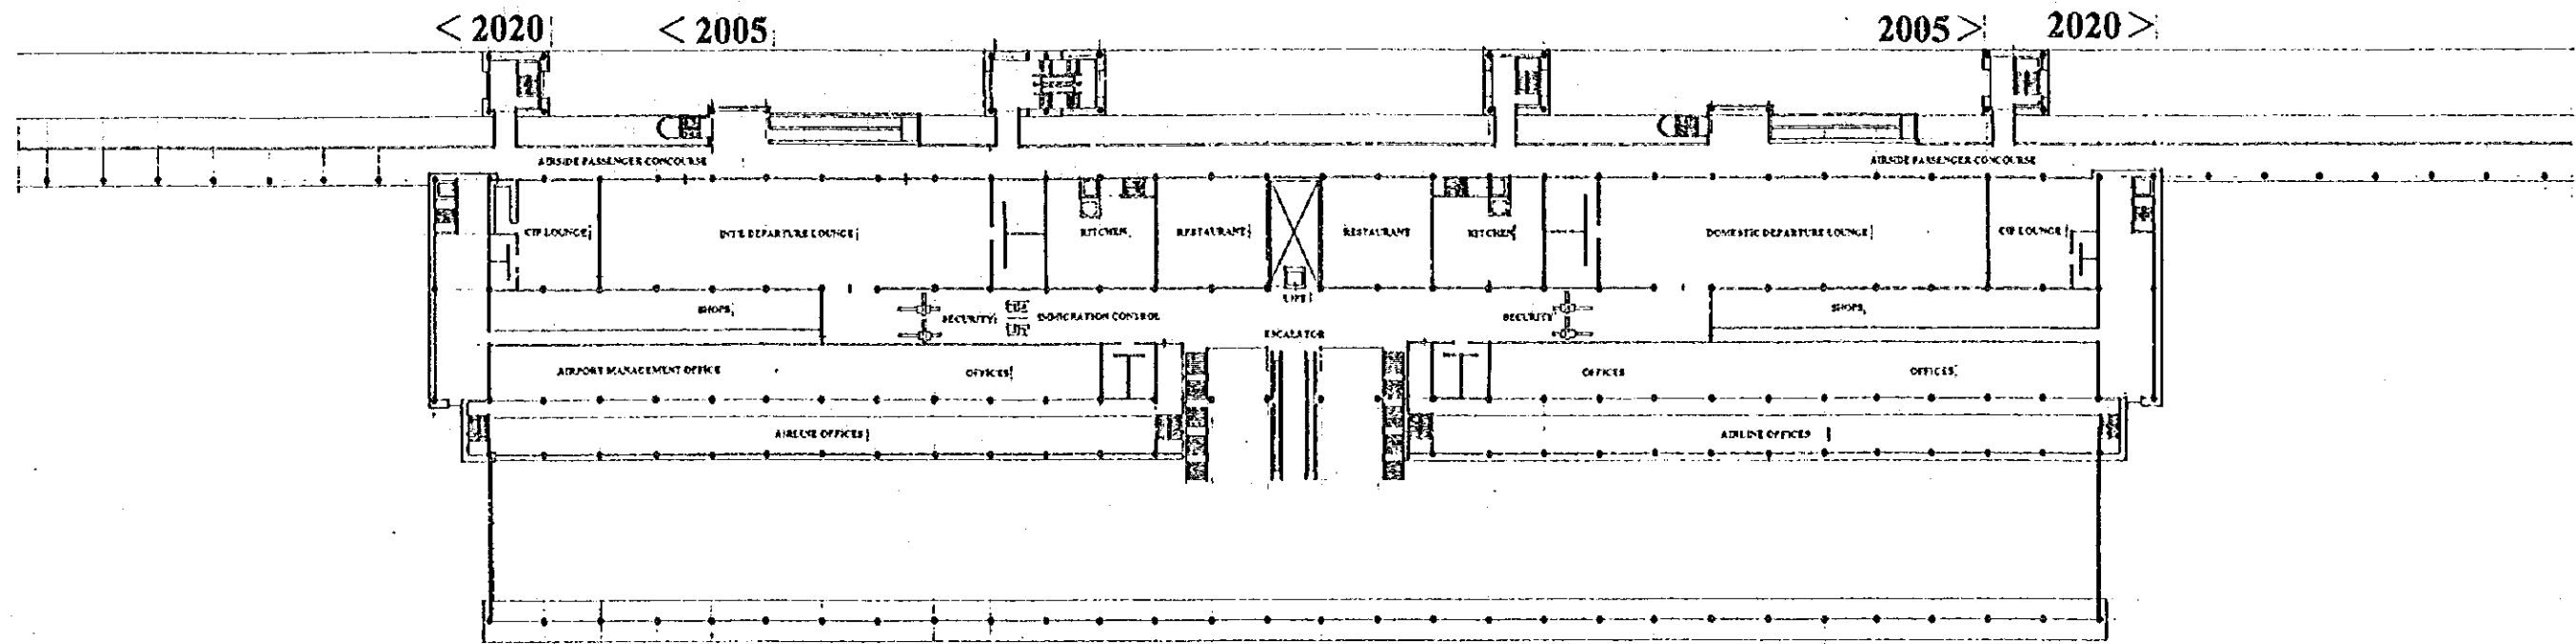 < 2020
< 2005
2005 >
2020 >
AIRSIDE PASSENGER CONCOURSE
AIRSIDE PASSENGER CONCOURSE
CIP LOUNGE
INT'L DEPARTURE LOUNGE
KITCHEN
RESTAURANT
RESTAURANT
KITCHEN
DOMESTIC DEPARTURE LOUNGE
CIP LOUNGE
LIFT
SHOPS
SECURITY
IMMIGRATION CONTROL
SECURITY
SHOPS
ESCALATOR
AIRPORT MANAGEMENT OFFICE
OFFICES
OFFICES
OFFICES
AIRLINE OFFICES
AIRLINE OFFICES